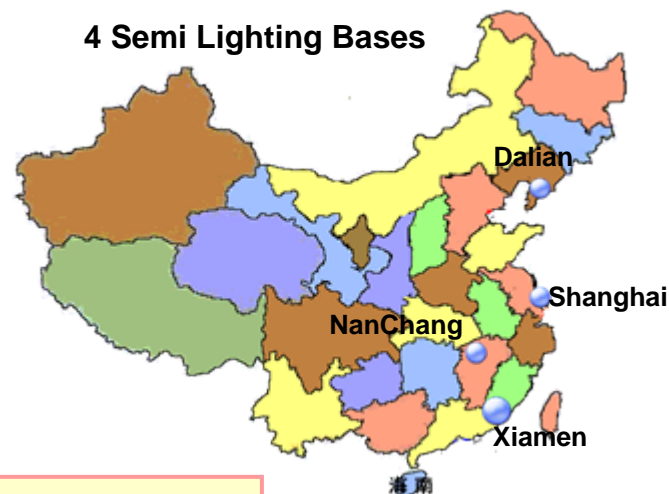 4 Semi Lighting Bases
Dalian
Shanghai
NanChang
Xiamen
海南